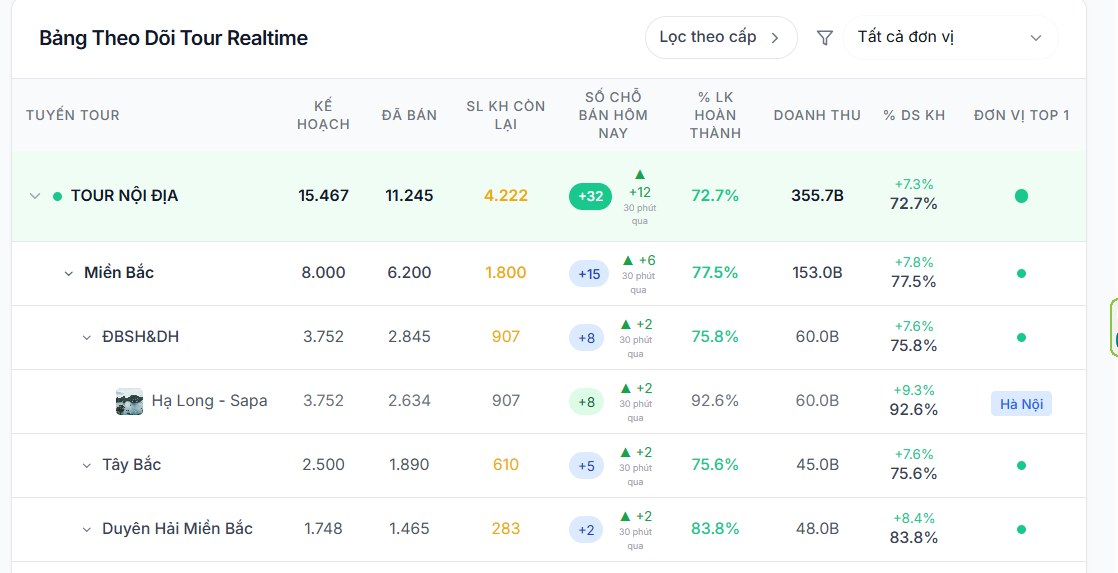 Bảng Theo Dõi Tour Realtime
Lọc theo cấp
Tất cả đơn vị
TUYẾN TOUR
KẾ
HOẠCH
ĐÃ BÁN
SL KH CÒN
LẠI
SỐ CHỖ
BÁN HÔM
NAY
% LK
HOÀN
THÀNH
DOANH THU
% DS KH
ĐƠN VỊ TOP 1
TOUR NỘI ĐỊA
15.467
11.245
4.222
+32
▲
+12
30 phút
qua
72.7%
355.7B
+7.3%
72.7%
Miền Bắc
8.000
6.200
1.800
+15
▲ +6
30 phút
qua
77.5%
153.0B
+7.8%
77.5%
ĐBSH&DH
3.752
2.845
907
+8
▲ +2
30 phút
qua
75.8%
60.0B
+7.6%
75.8%
Hạ Long - Sapa
3.752
2.634
907
+8
▲ +2
30 phút
qua
92.6%
60.0B
+9.3%
92.6%
Hà Nội
Tây Bắc
2.500
1.890
610
+5
▲ +2
30 phút
qua
75.6%
45.0B
+7.6%
75.6%
Duyên Hải Miền Bắc
1.748
1.465
283
+2
▲ +2
30 phút
qua
83.8%
48.0B
+8.4%
83.8%